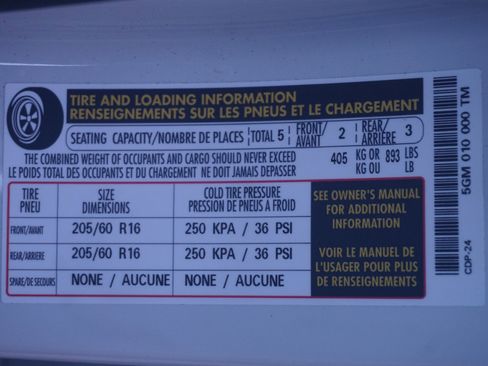 TIRE AND LOADING INFORMATION
RENSEIGNEMENTS SUR LES PNEUS ET LE CHARGEMENT
SEATING CAPACITY/NOMBRE DE PLACES TOTAL 5 FRONT/AVANT 2 REAR/ARRIÈRE 3
THE COMBINED WEIGHT OF OCCUPANTS AND CARGO SHOULD NEVER EXCEED 405 KG OR 893 LBS
LE POIDS TOTAL DES OCCUPANTS ET DU CHARGEMENT NE DOIT JAMAIS DEPASSER KG OU LB
TIRE PNEU
SIZE DIMENSIONS
COLD TIRE PRESSURE
PRESSION DE PNEUS A FROID
FRONT/AVANT 205/60 R16 250 KPA / 36 PSI
REAR/ARRIERE 205/60 R16 250 KPA / 36 PSI
SPARE/DE SECOURS NONE / AUCUNE NONE / AUCUNE
SEE OWNER'S MANUAL
FOR ADDITIONAL
INFORMATION
VOIR LE MANUEL DE
L'USAGER POUR PLUS
DE RENSEIGNEMENTS
5GM 010 000 TM
CDP-24